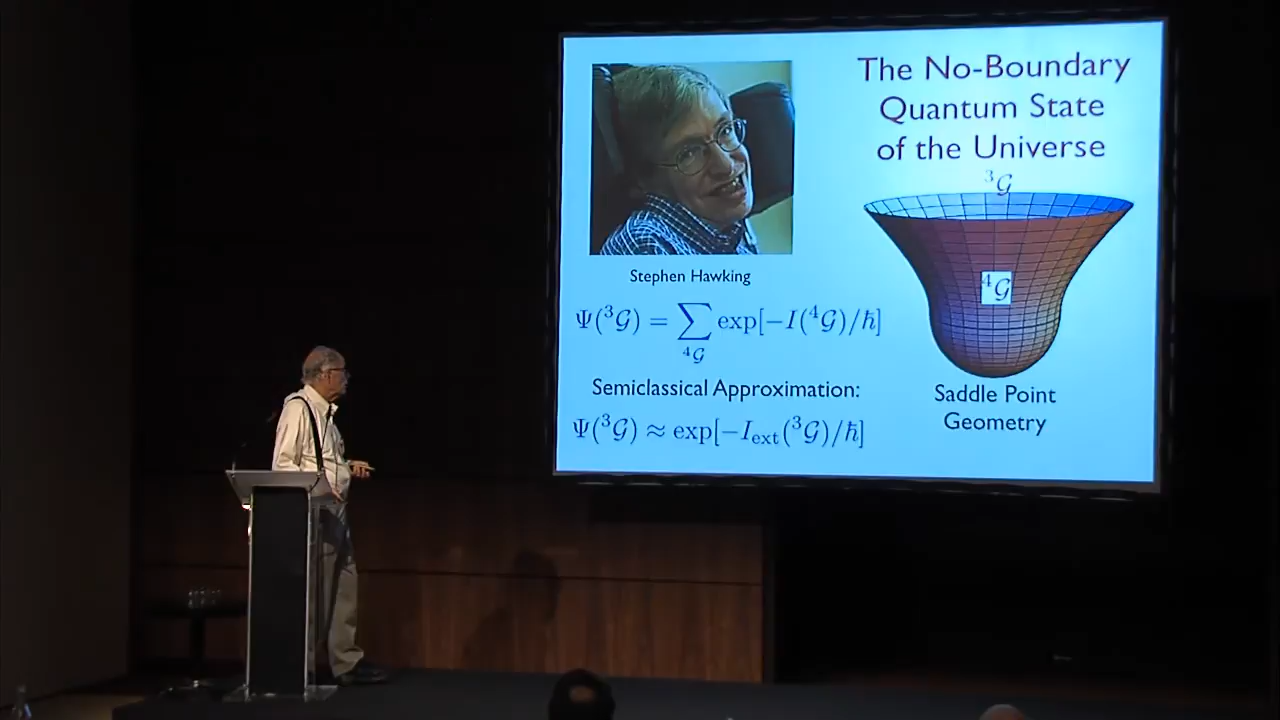 The No-Boundary
Quantum State
of the Universe
³𝒢
⁴𝒢
Saddle Point
Geometry
Stephen Hawking
Ψ(³𝒢) = ∑ exp[−I(⁴𝒢)/ħ]
⁴𝒢
Semiclassical Approximation:
Ψ(³𝒢) ≈ exp[−I_ext(³𝒢)/ħ]